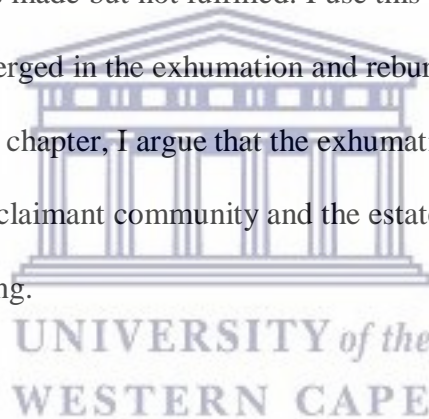 made but not fulfilled. I use this
erged in the exhumation and rebur
chapter, I argue that the exhumat
claimant community and the estate
ng.
UNIVERSITY of the
WESTERN CAPE